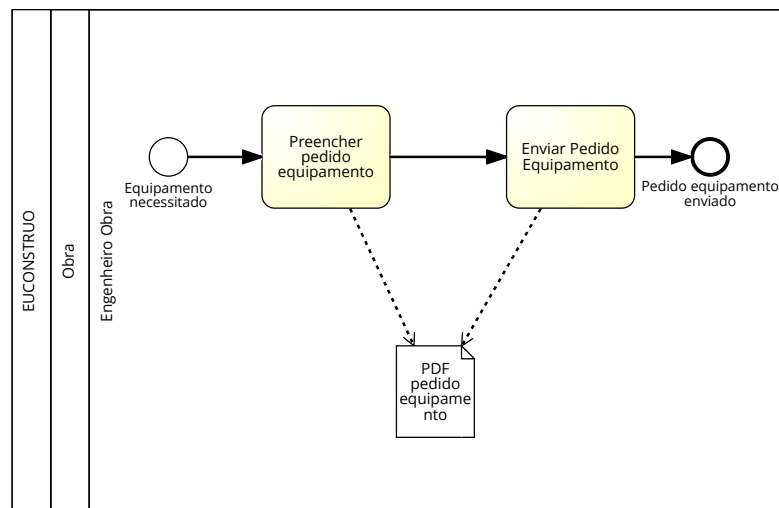 EUCONSTRUO
Obra
Engenheiro Obra
Equipamento
necessitado
Preencher
pedido
equipamento
Enviar Pedido
Equipamento
Pedido equipamento
enviado
PDF
pedido
equipame
nto